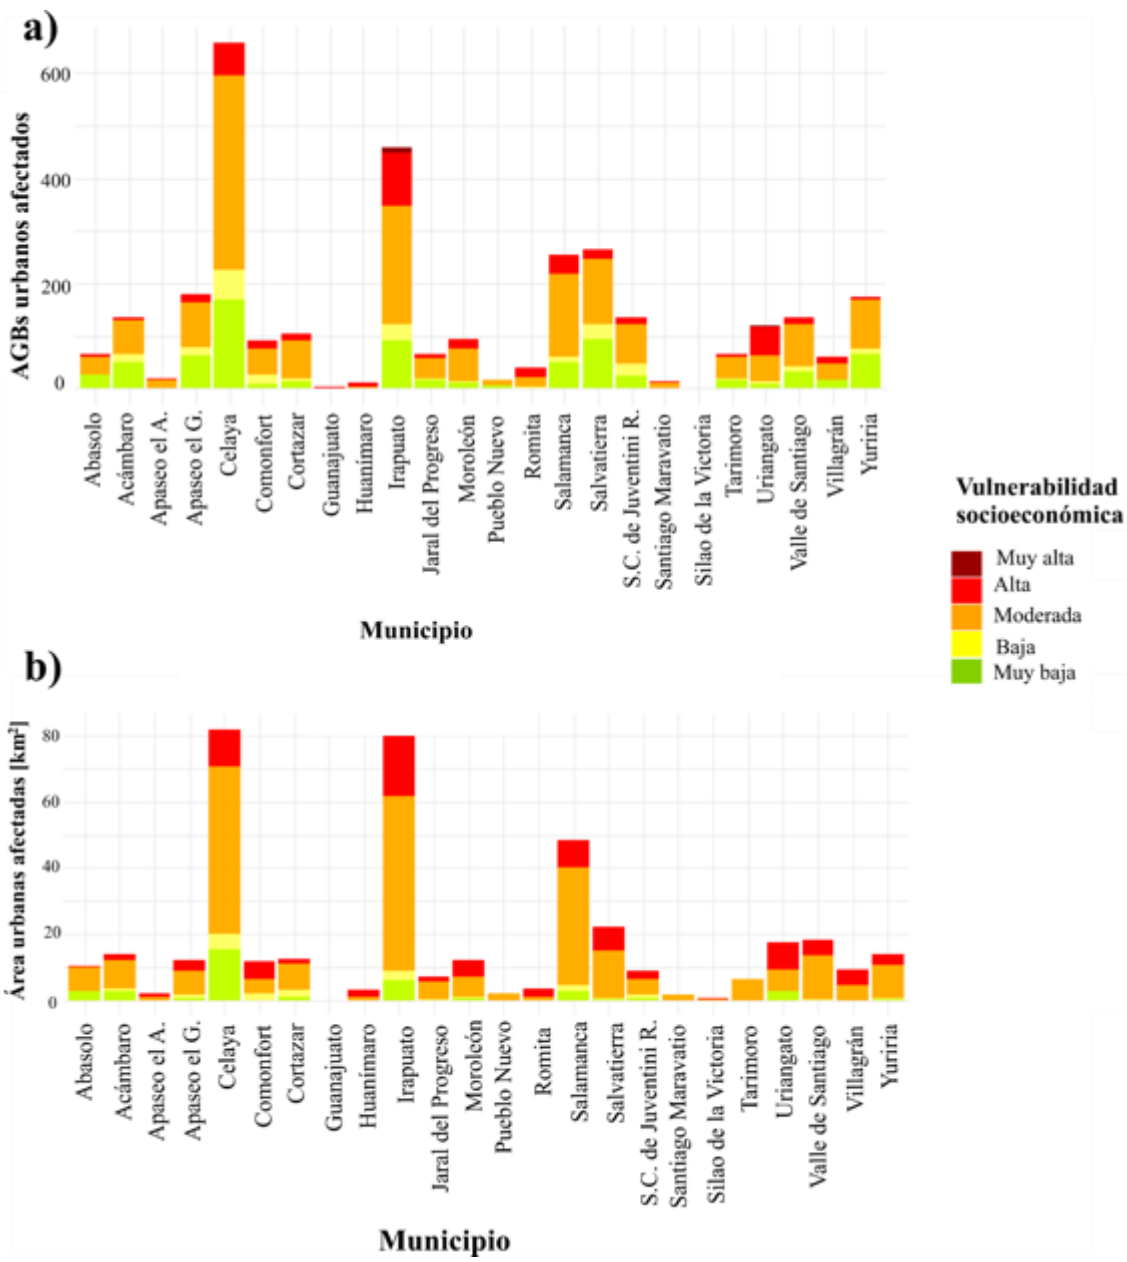 a)
AGBs urbanos afectados
600
400
200
0
Abasolo
Acámbaro
Apaseo el A.
Apaseo el G.
Celaya
Comonfort
Cortazar
Guanajuato
Huanímaro
Irapuato
Jaral del Progreso
Moroleón
Pueblo Nuevo
Romita
Salamanca
Salvatierra
S.C. de Juventini R.
Santiago Maravatio
Silao de la Victoria
Tarimoro
Uriangato
Valle de Santiago
Villagrán
Yuriria
Municipio
Vulnerabilidad
socioeconómica
Muy alta
Alta
Moderada
Baja
Muy baja
b)
Área urbanas afectadas [km²]
80
60
40
20
0
Abasolo
Acámbaro
Apaseo el A.
Apaseo el G.
Celaya
Comonfort
Cortazar
Guanajuato
Huanímaro
Irapuato
Jaral del Progreso
Moroleón
Pueblo Nuevo
Romita
Salamanca
Salvatierra
S.C. de Juventini R.
Santiago Maravatio
Silao de la Victoria
Tarimoro
Uriangato
Valle de Santiago
Villagrán
Yuriria
Municipio